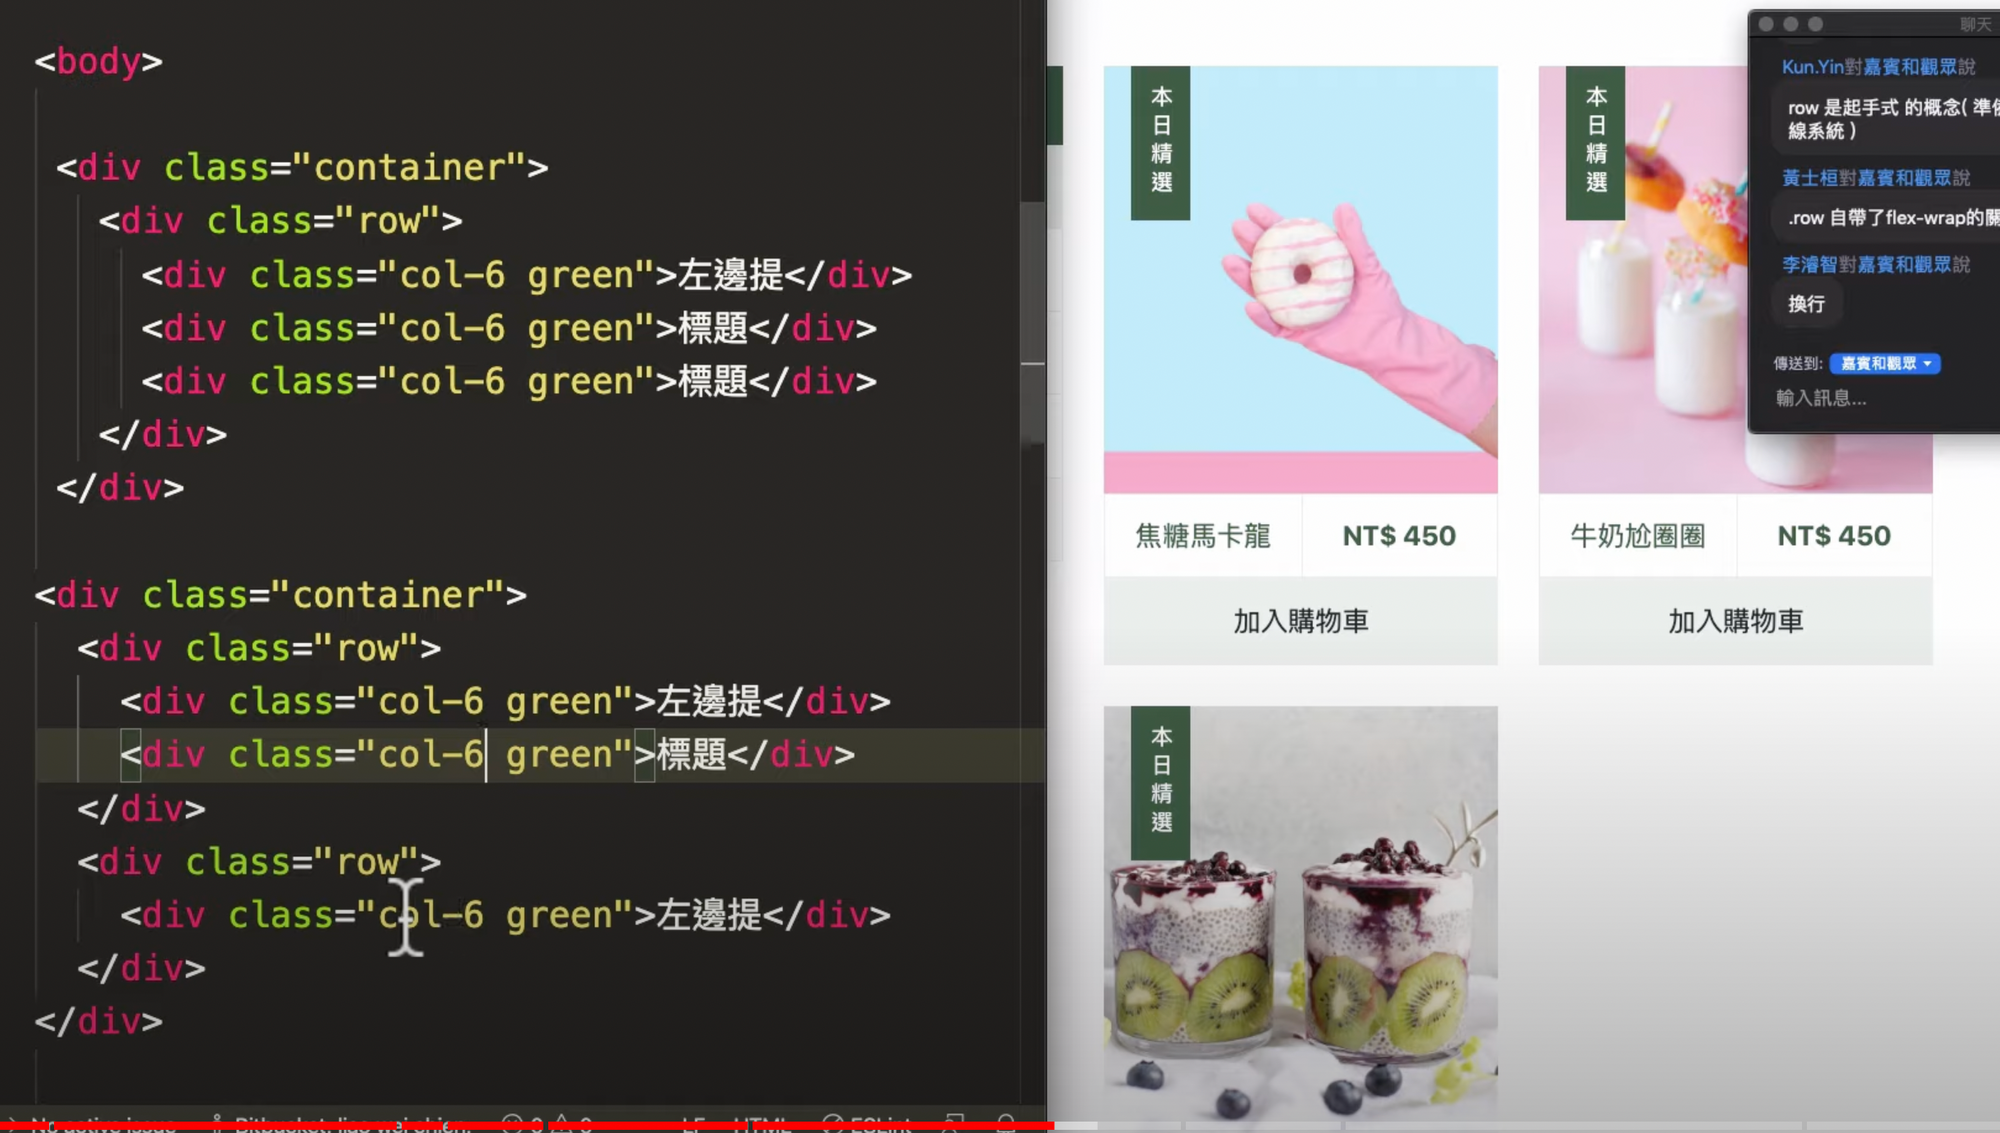 <body>
<div class="container">
<div class="row">
<div class="col-6 green">左邊提</div>
<div class="col-6 green">標題</div>
<div class="col-6 green">標題</div>
</div>
</div>
<div class="container">
<div class="row">
<div class="col-6 green">左邊提</div>
<div class="col-6 green">標題</div>
</div>
<div class="row">
<div class="col-6 green">左邊提</div>
</div>
</div>
本日精選
焦糖馬卡龍
NT$ 450
加入購物車
本日精選
牛奶尬圈圈
NT$ 450
加入購物車
本日精選
聊天
Kun.Yin對嘉賓和觀眾說
row 是起手式 的概念( 準
線系統 )
黃士桓對嘉賓和觀眾說
.row 自帶了flex-wrap的關
李濬智對嘉賓和觀眾說
換行
傳送到: 嘉賓和觀眾
輸入訊息...